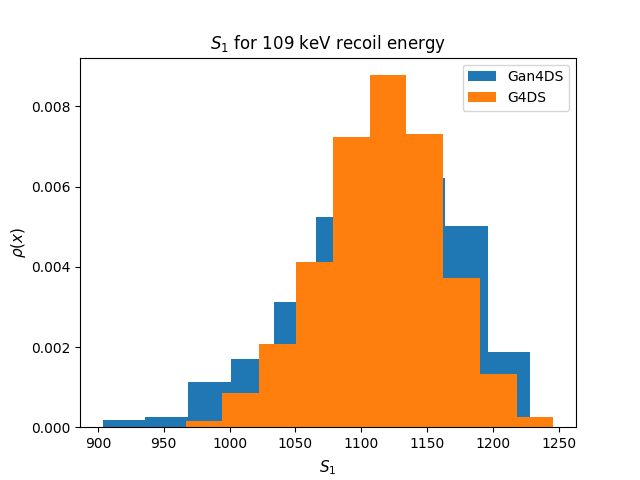 S₁ for 109 keV recoil energy
Gan4DS
G4DS
ρ(x)
0.008
0.006
0.004
0.002
0.000
900 950 1000 1050 1100 1150 1200 1250
S₁